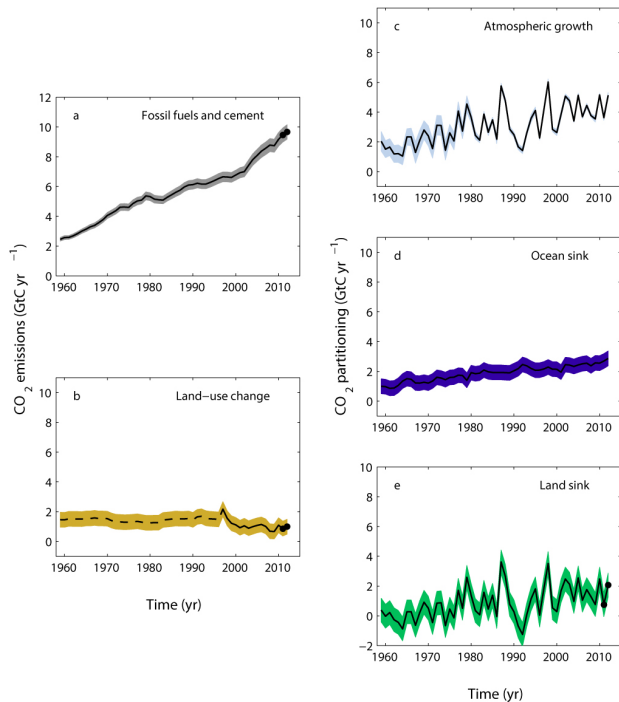 a
Fossil fuels and cement
12
10
8
6
4
2
0
1960 1970 1980 1990 2000 2010
b
Land−use change
10
8
6
4
2
0
1960 1970 1980 1990 2000 2010
CO2 emissions (GtC yr −1)
Time (yr)
c
Atmospheric growth
10
8
6
4
2
0
1960 1970 1980 1990 2000 2010
d
Ocean sink
10
8
6
4
2
0
1960 1970 1980 1990 2000 2010
e
Land sink
10
8
6
4
2
0
−2
1960 1970 1980 1990 2000 2010
CO2 partitioning (GtC yr −1)
Time (yr)